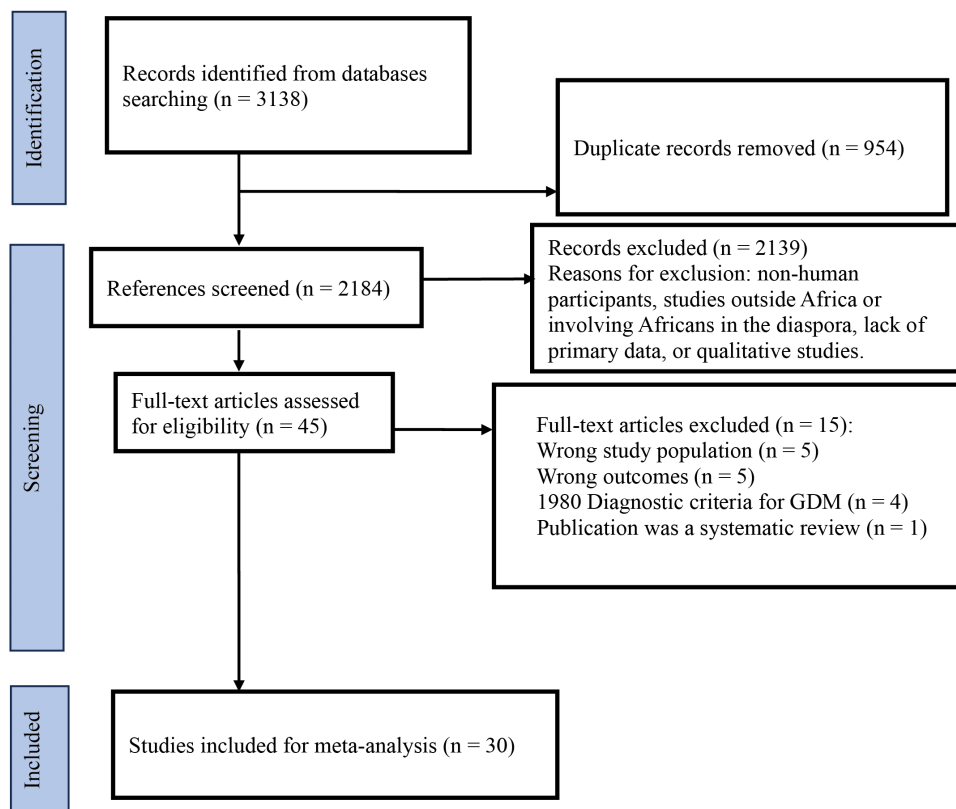 Identification
Records identified from databases
searching (n = 3138)
Duplicate records removed (n = 954)
Screening
References screened (n = 2184)
Records excluded (n = 2139)
Reasons for exclusion: non-human
participants, studies outside Africa or
involving Africans in the diaspora, lack of
primary data, or qualitative studies.
Full-text articles assessed
for eligibility (n = 45)
Full-text articles excluded (n = 15):
Wrong study population (n = 5)
Wrong outcomes (n = 5)
1980 Diagnostic criteria for GDM (n = 4)
Publication was a systematic review (n = 1)
Included
Studies included for meta-analysis (n = 30)